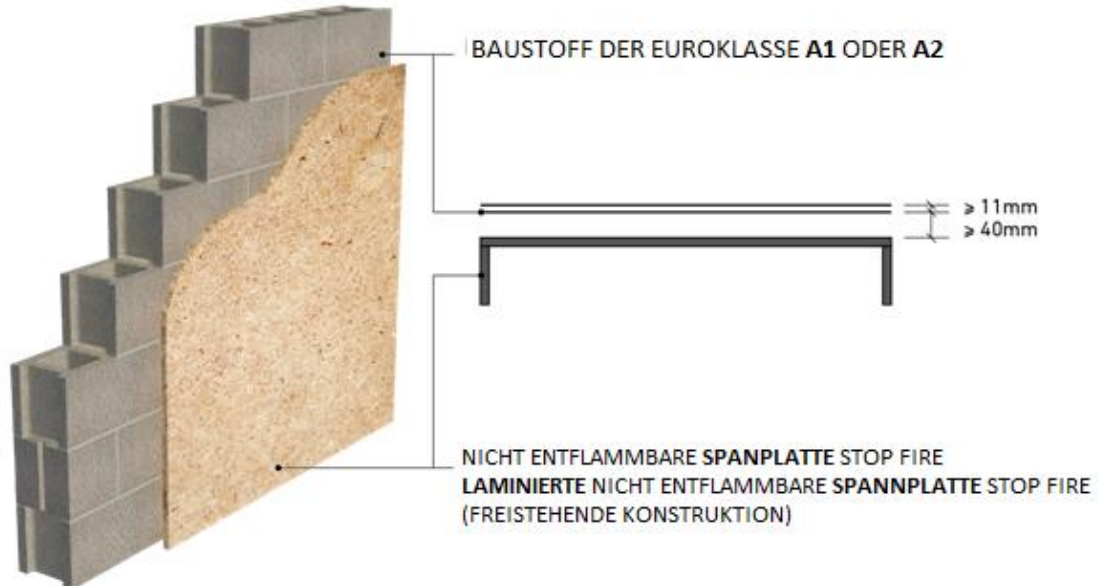 BAUSTOFF DER EUROKLASSE A1 ODER A2
⩾ 11mm
⩾ 40mm
NICHT ENTFLAMMBARE SPANPLATTE STOP FIRE
LAMINIERTE NICHT ENTFLAMMBARE SPANNPLATTE STOP FIRE
(FREISTEHENDE KONSTRUKTION)